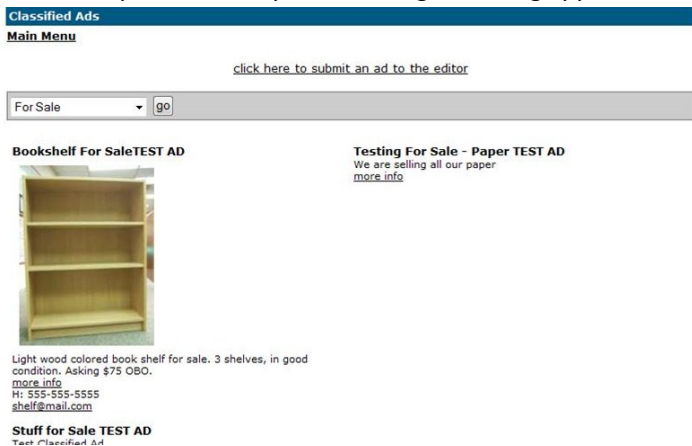 Classified Ads
Main Menu
click here to submit an ad to the editor
For Sale go
Bookshelf For SaleTEST AD
Light wood colored book shelf for sale. 3 shelves, in good
condition. Asking $75 OBO.
more info
H: 555-555-5555
shelf@mail.com
Stuff for Sale TEST AD
Test Classified Ad
Testing For Sale - Paper TEST AD
We are selling all our paper
more info